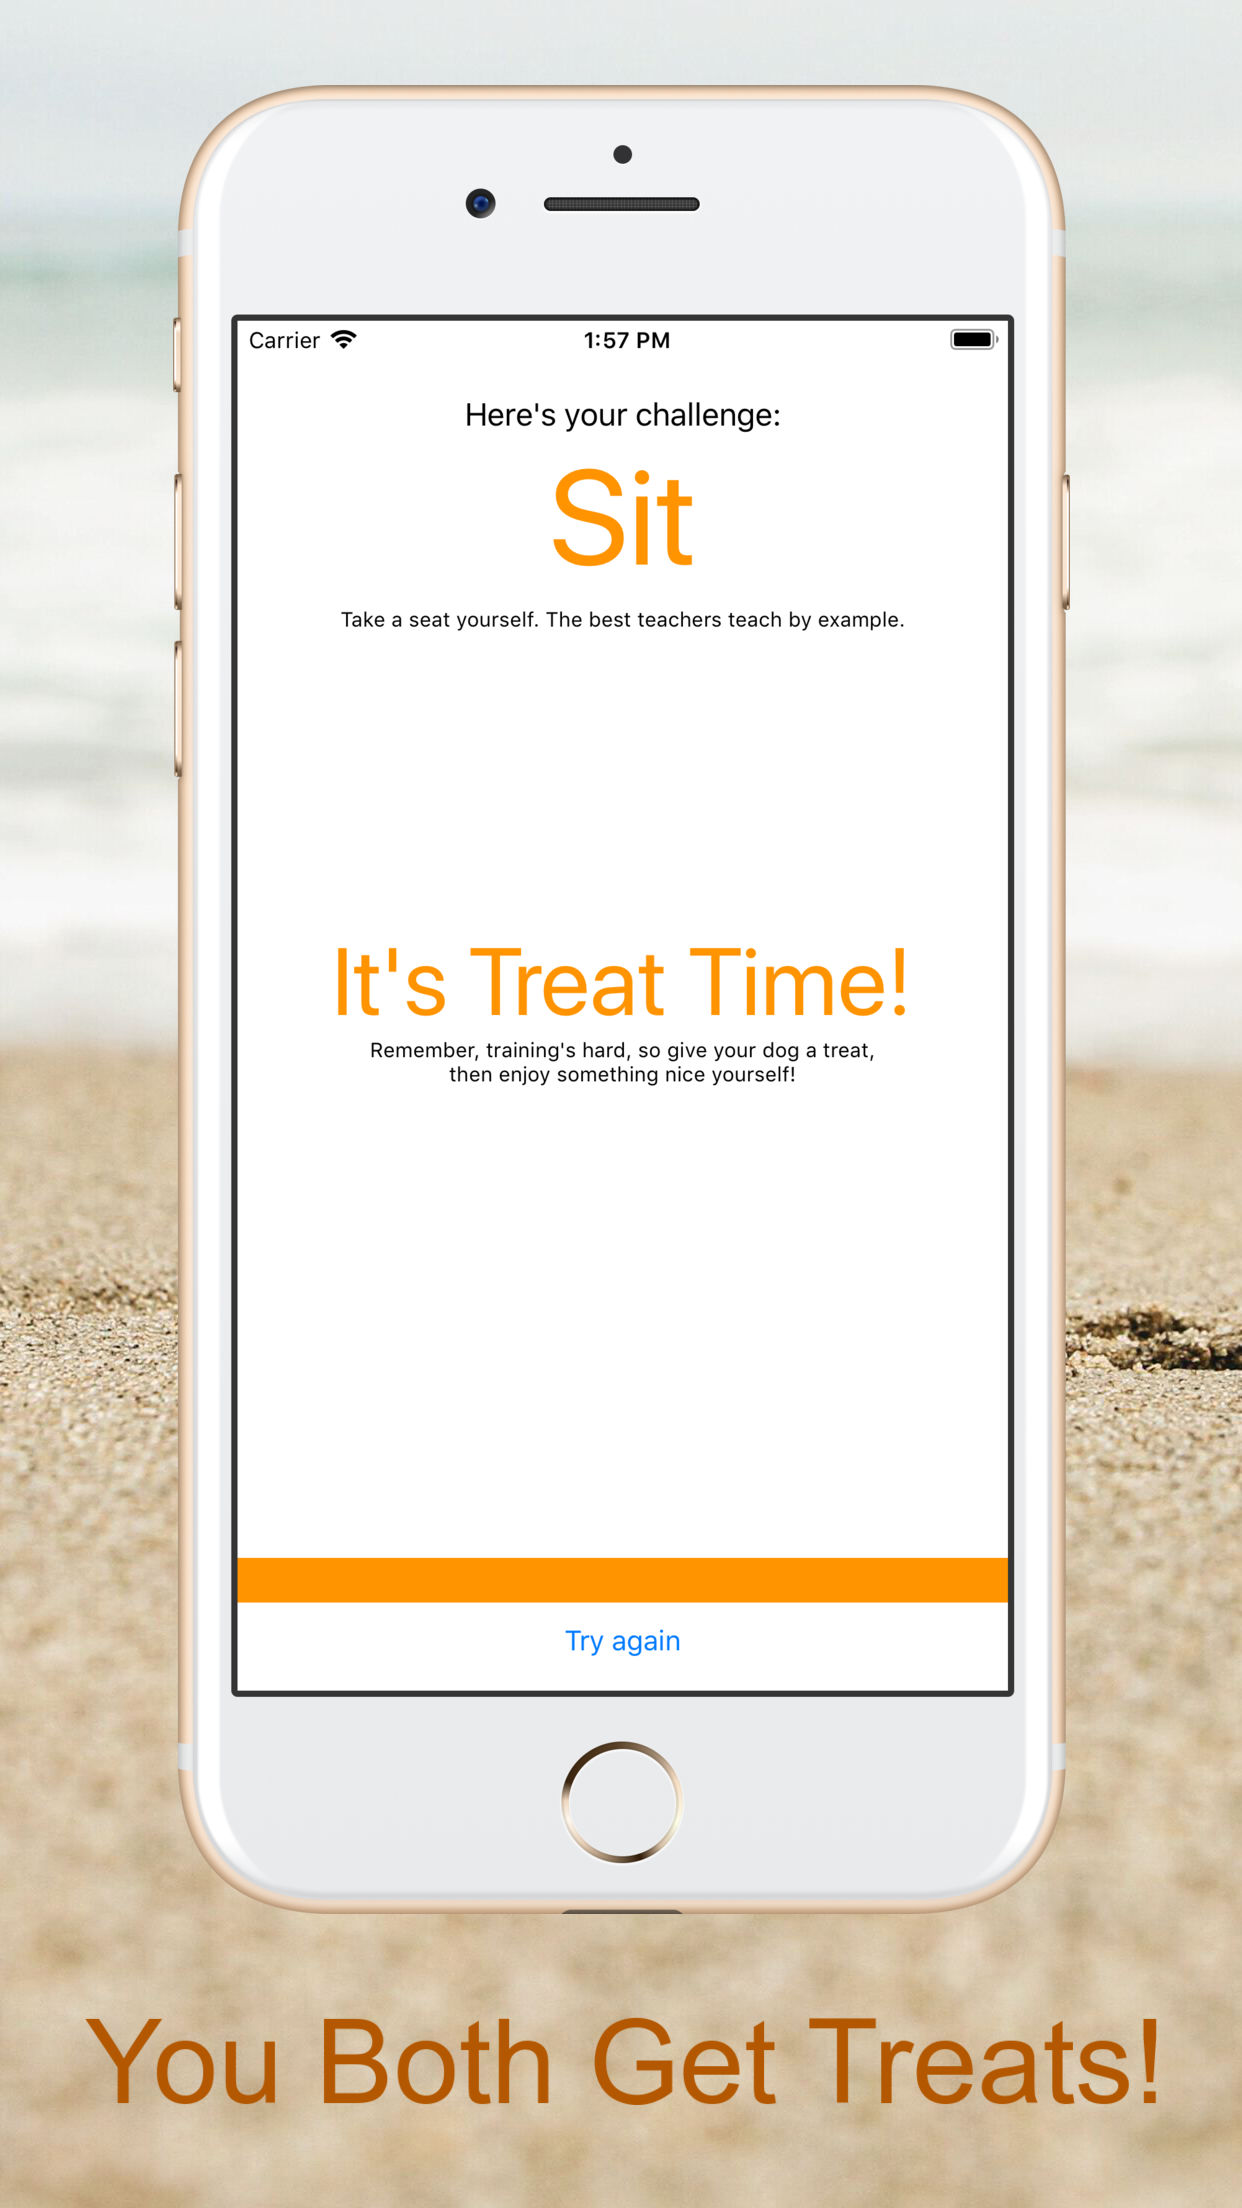 Carrier 1:57 PM
Here's your challenge:
Sit
Take a seat yourself. The best teachers teach by example.
It's Treat Time!
Remember, training's hard, so give your dog a treat,
then enjoy something nice yourself!
Try again
You Both Get Treats!